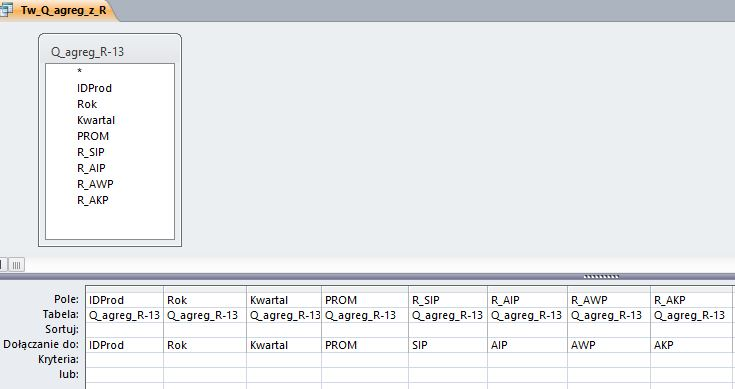 Tw_Q_agreg_z_R
Q_agreg_R-13
*
IDProd
Rok
Kwartal
PROM
R_SIP
R_AIP
R_AWP
R_AKP
Pole: IDProd Rok Kwartal PROM R_SIP R_AIP R_AWP R_AKP
Tabela: Q_agreg_R-13 Q_agreg_R-13 Q_agreg_R-13 Q_agreg_R-13 Q_agreg_R-13 Q_agreg_R-13 Q_agreg_R-13 Q_agreg_R-13
Sortuj:
Dołączanie do: IDProd Rok Kwartal PROM SIP AIP AWP AKP
Kryteria:
lub: